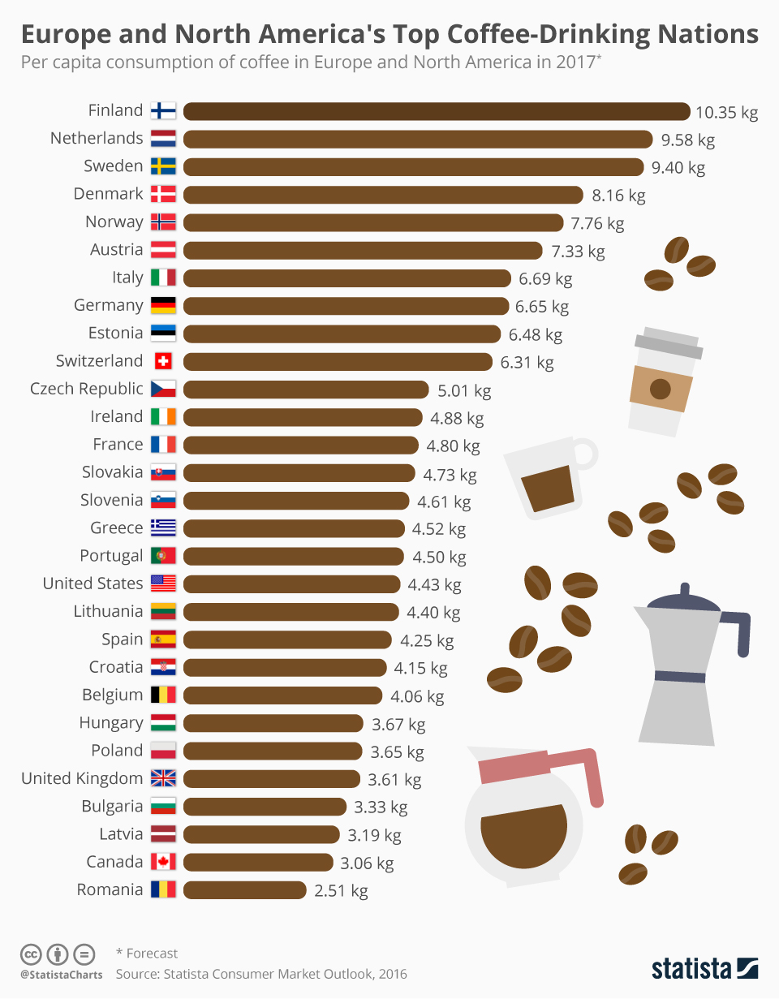 Europe and North America's Top Coffee-Drinking Nations
Per capita consumption of coffee in Europe and North America in 2017*
Finland 10.35 kg
Netherlands 9.58 kg
Sweden 9.40 kg
Denmark 8.16 kg
Norway 7.76 kg
Austria 7.33 kg
Italy 6.69 kg
Germany 6.65 kg
Estonia 6.48 kg
Switzerland 6.31 kg
Czech Republic 5.01 kg
Ireland 4.88 kg
France 4.80 kg
Slovakia 4.73 kg
Slovenia 4.61 kg
Greece 4.52 kg
Portugal 4.50 kg
United States 4.43 kg
Lithuania 4.40 kg
Spain 4.25 kg
Croatia 4.15 kg
Belgium 4.06 kg
Hungary 3.67 kg
Poland 3.65 kg
United Kingdom 3.61 kg
Bulgaria 3.33 kg
Latvia 3.19 kg
Canada 3.06 kg
Romania 2.51 kg
cc
* Forecast
@StatistaCharts Source: Statista Consumer Market Outlook, 2016
statista